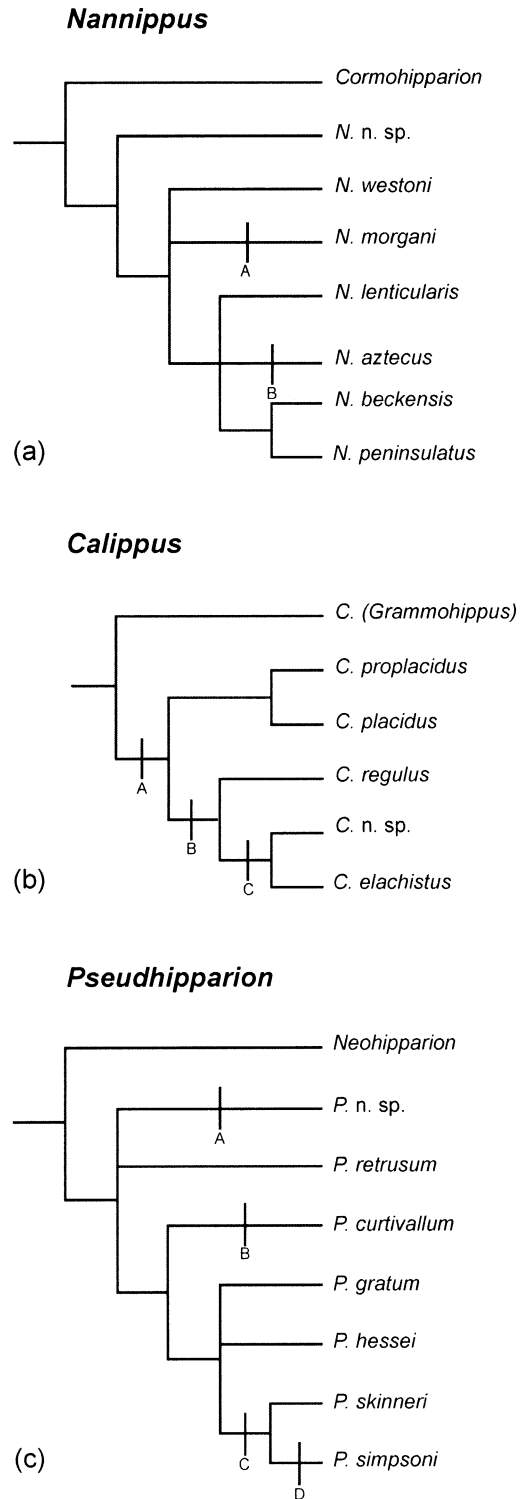 Nannippus
Cormohipparion
N. n. sp.
N. westoni
N. morgani
A
N. lenticularis
N. aztecus
B
N. beckensis
(a)
N. peninsulatus
Calippus
C. (Grammohippus)
C. proplacidus
C. placidus
A
C. regulus
B
C. n. sp.
C
(b)
C. elachistus
Pseudhipparion
Neohipparion
P. n. sp.
A
P. retrusum
P. curtivallum
B
P. gratum
P. hessei
P. skinneri
C
(c)
P. simpsoni
D